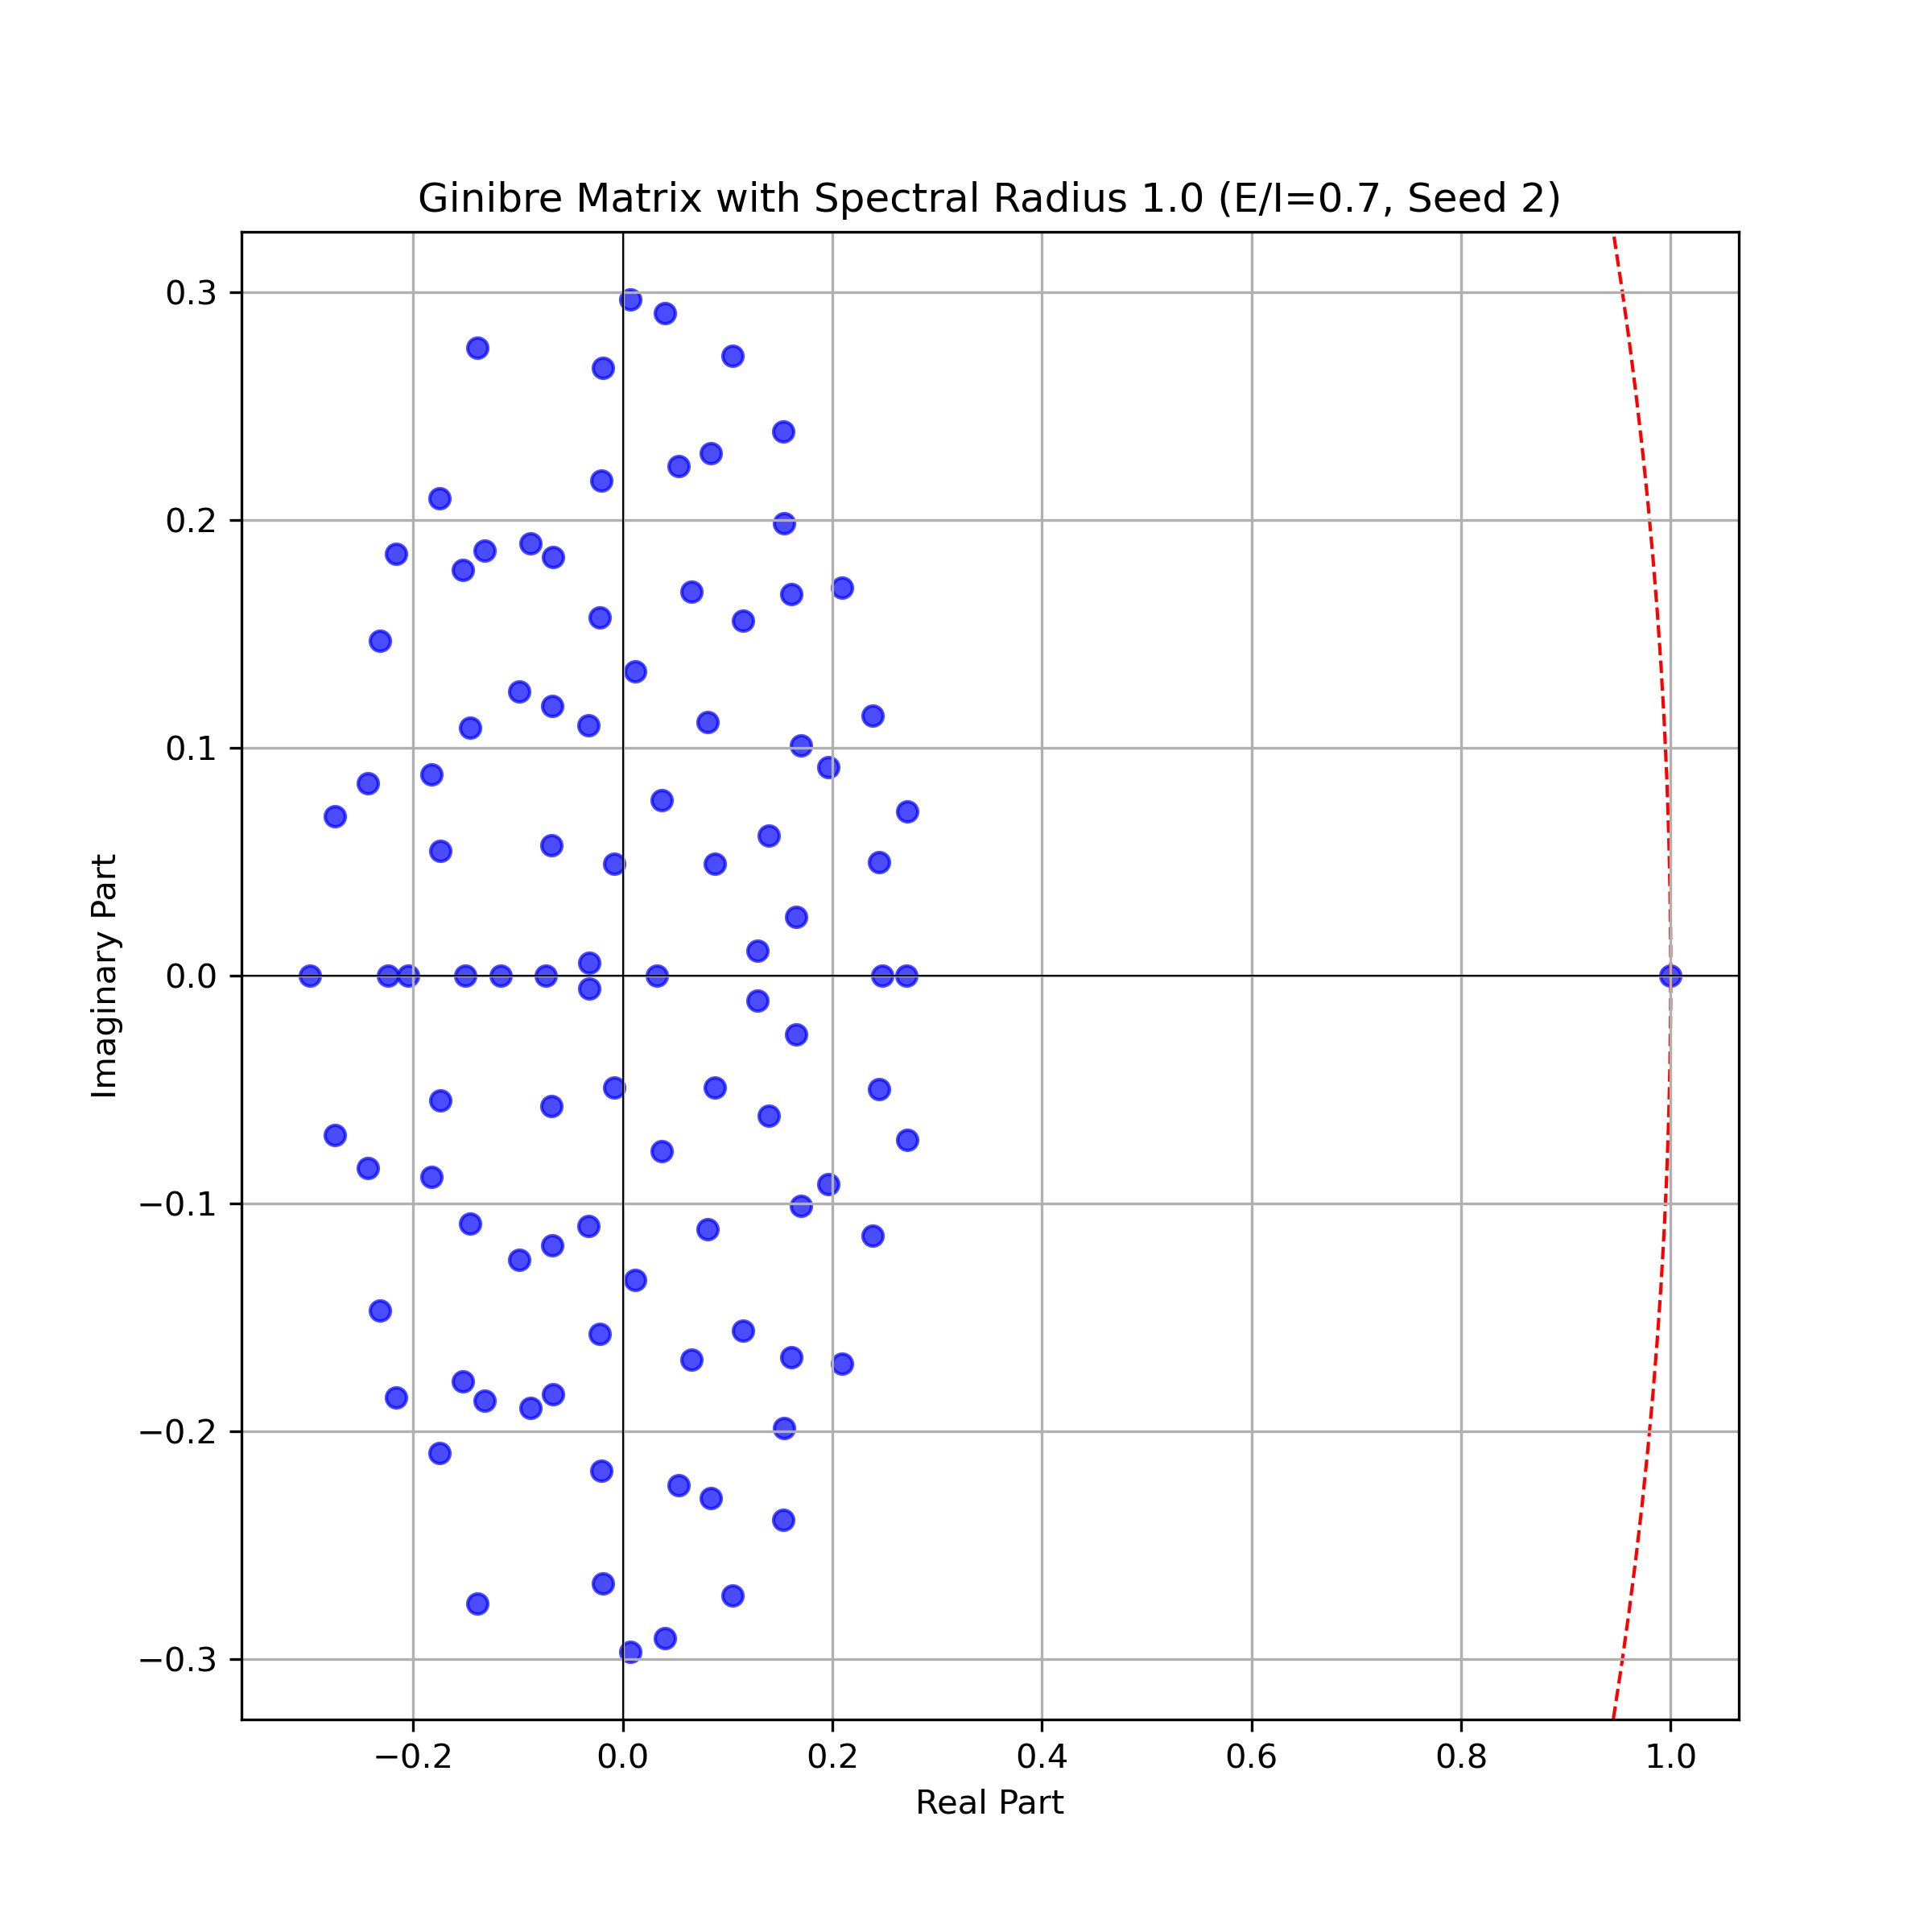 Ginibre Matrix with Spectral Radius 1.0 (E/I=0.7, Seed 2)
0.3
0.2
0.1
0.0
−0.1
−0.2
−0.3
Imaginary Part
−0.2 0.0 0.2 0.4 0.6 0.8 1.0
Real Part